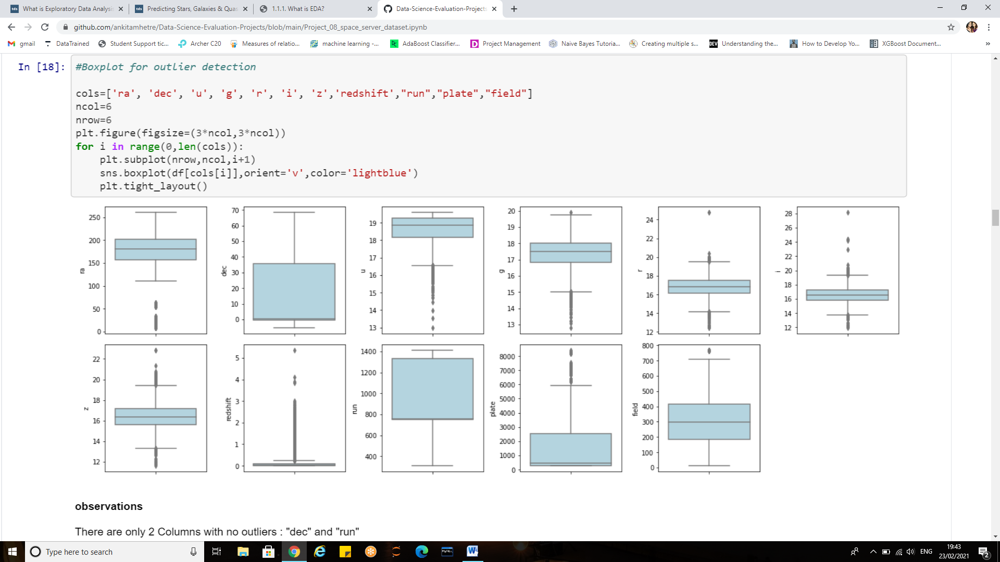 What is Exploratory Data Analysis
Predicting Stars, Galaxies & Quas
1.1.1. What is EDA?
Data-Science-Evaluation-Projects
github.com/ankitamhetre/Data-Science-Evaluation-Projects/blob/main/Project_08_space_server_dataset.ipynb
gmail DataTrained Student Support tic... Archer C20 Measures of relatio... machine learning -... AdaBoost Classifier... Project Management Naive Bayes Tutoria... Creating multiple s... DEV Understanding the... How to Develop Yo... XGBoost Document... »
In [18]: #Boxplot for outlier detection
cols=['ra', 'dec', 'u', 'g', 'r', 'i', 'z','redshift',"run","plate","field"]
ncol=6
nrow=6
plt.figure(figsize=(3*ncol,3*ncol))
for i in range(0,len(cols)):
    plt.subplot(nrow,ncol,i+1)
    sns.boxplot(df[cols[i]],orient='v',color='lightblue')
    plt.tight_layout()
250
200
150
100
50
0
ra
70
60
50
40
30
20
10
0
dec
19
18
17
16
15
14
13
u
20
19
18
17
16
15
14
13
g
24
22
20
18
16
14
12
r
28
26
24
22
20
18
16
14
12
i
22
20
18
16
14
12
z
5
4
3
2
1
0
redshift
1400
1200
1000
800
600
400
run
8000
7000
6000
5000
4000
3000
2000
1000
0
plate
800
700
600
500
400
300
200
100
0
field
observations
There are only 2 Columns with no outliers : "dec" and "run"
Type here to search
ENG
19:43
23/02/2021
2